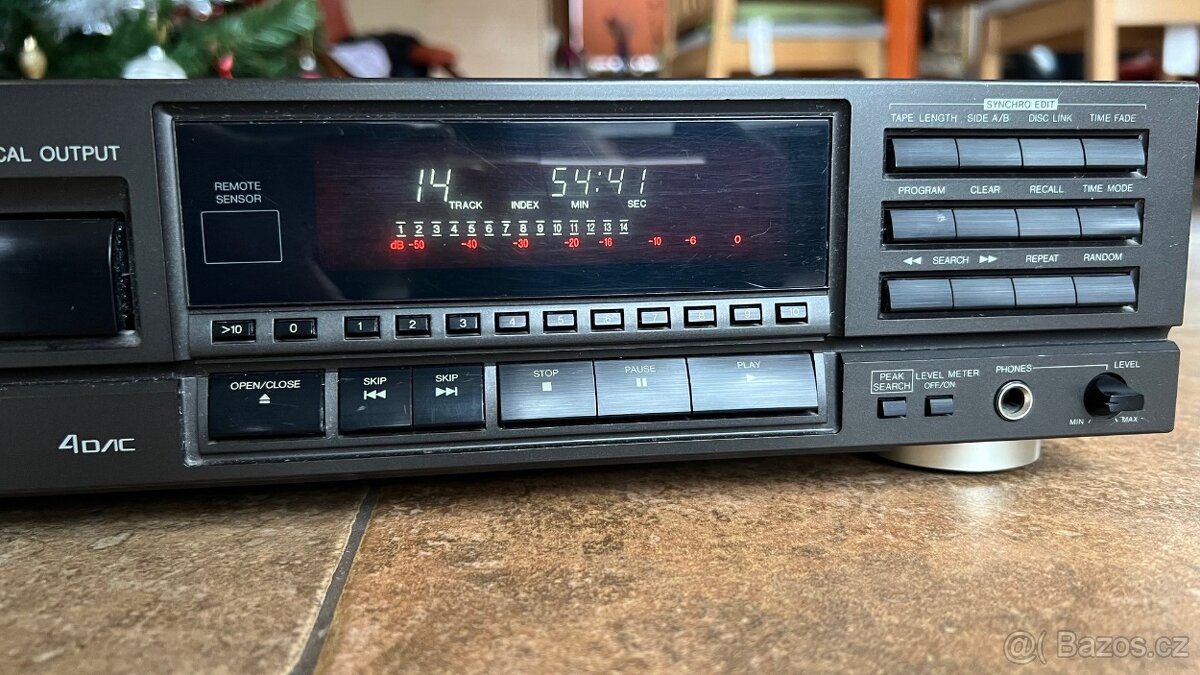 CAL OUTPUT
REMOTE SENSOR
14 54:41
TRACK INDEX MIN SEC
1 2 3 4 5 6 7 8 9 10 11 12 13 14
dB -50 -40 -30 -20 -16 -10 -6 0
>10 0 1 2 3 4 5 6 7 8 9 10
OPEN/CLOSE SKIP SKIP STOP PAUSE PLAY
4D/AC
SYNCHRO EDIT
TAPE LENGTH SIDE A/B DISC LINK TIME FADE
PROGRAM CLEAR RECALL TIME MODE
SEARCH REPEAT RANDOM
PEAK SEARCH
LEVEL METER OFF/ON
PHONES LEVEL
MIN MAX
Bazos.cz